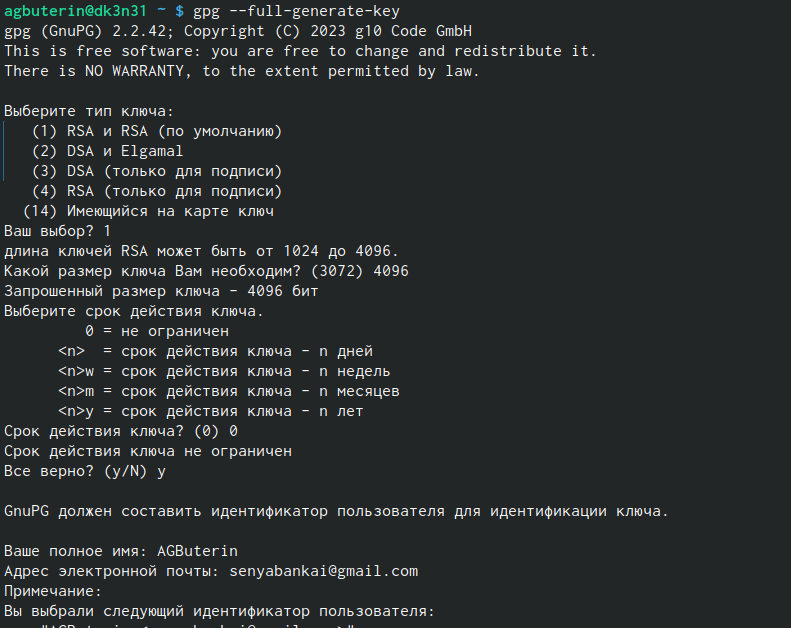 agbuterin@dk3n31 ~ $ gpg --full-generate-key
gpg (GnuPG) 2.2.42; Copyright (C) 2023 g10 Code GmbH
This is free software: you are free to change and redistribute it.
There is NO WARRANTY, to the extent permitted by law.
Выберите тип ключа:
(1) RSA и RSA (по умолчанию)
(2) DSA и Elgamal
(3) DSA (только для подписи)
(4) RSA (только для подписи)
(14) Имеющийся на карте ключ
Ваш выбор? 1
длина ключей RSA может быть от 1024 до 4096.
Какой размер ключа Вам необходим? (3072) 4096
Запрошенный размер ключа - 4096 бит
Выберите срок действия ключа.
0 = не ограничен
<n>  = срок действия ключа - n дней
<n>w = срок действия ключа - n недель
<n>m = срок действия ключа - n месяцев
<n>y = срок действия ключа - n лет
Срок действия ключа? (0) 0
Срок действия ключа не ограничен
Все верно? (y/N) y
GnuPG должен составить идентификатор пользователя для идентификации ключа.
Ваше полное имя: AGButerin
Адрес электронной почты: senyabankai@gmail.com
Примечание:
Вы выбрали следующий идентификатор пользователя: